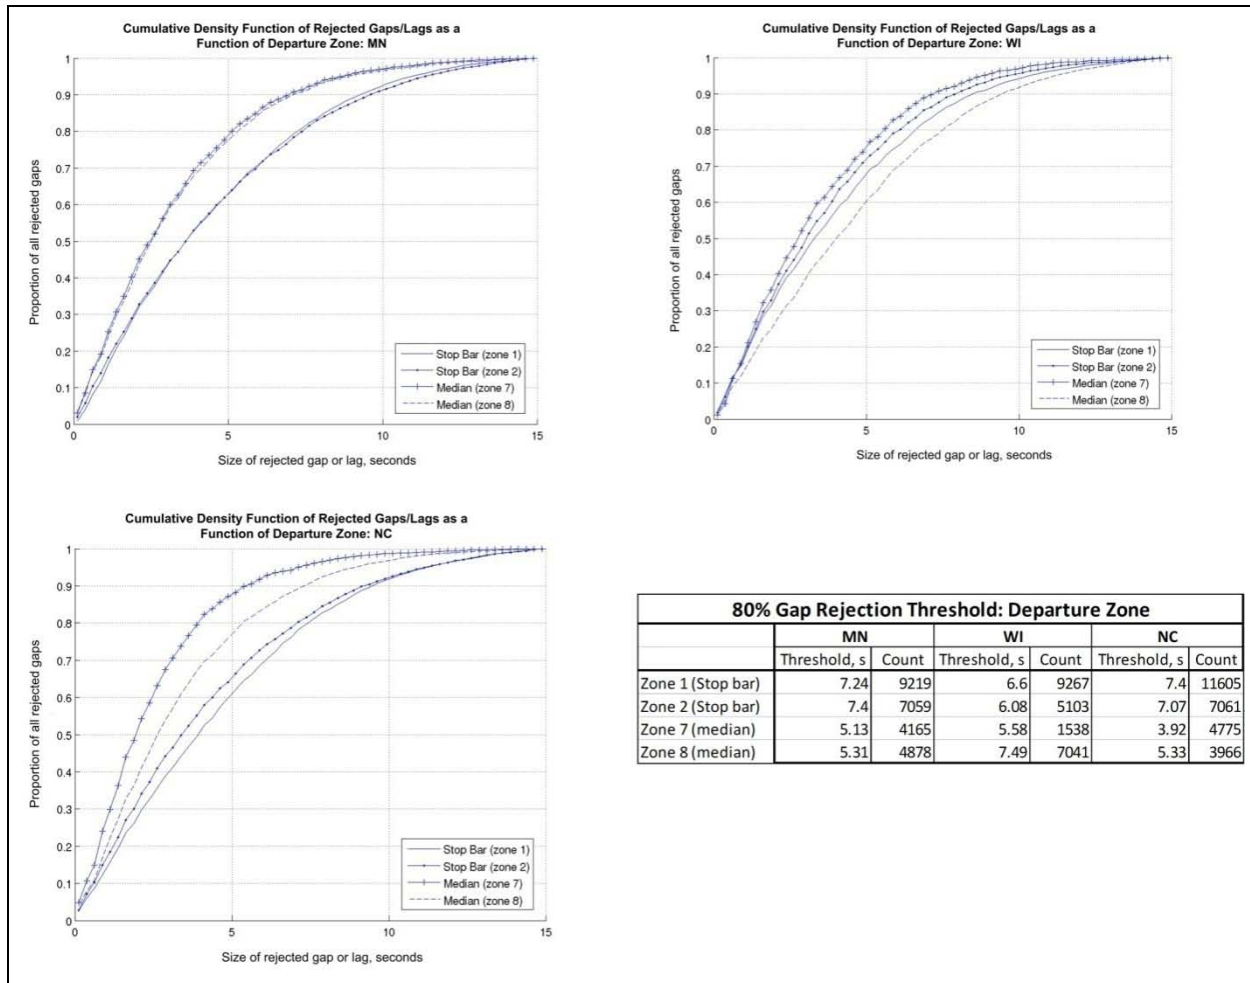 Cumulative Density Function of Rejected Gaps/Lags as a
Function of Departure Zone: MN
Proportion of all rejected gaps
1
0.9
0.8
0.7
0.6
0.5
0.4
0.3
0.2
0.1
0
0 5 10 15
Stop Bar (zone 1)
Stop Bar (zone 2)
Median (zone 7)
Median (zone 8)
Size of rejected gap or lag, seconds
Cumulative Density Function of Rejected Gaps/Lags as a
Function of Departure Zone: WI
Proportion of all rejected gaps
1
0.9
0.8
0.7
0.6
0.5
0.4
0.3
0.2
0.1
0
0 5 10 15
Stop Bar (zone 1)
Stop Bar (zone 2)
Median (zone 7)
Median (zone 8)
Size of rejected gap or lag, seconds
Cumulative Density Function of Rejected Gaps/Lags as a
Function of Departure Zone: NC
Proportion of all rejected gaps
1
0.9
0.8
0.7
0.6
0.5
0.4
0.3
0.2
0.1
0
0 5 10 15
Stop Bar (zone 1)
Stop Bar (zone 2)
Median (zone 7)
Median (zone 8)
Size of rejected gap or lag, seconds
80% Gap Rejection Threshold: Departure Zone
MN WI NC
Threshold, s Count Threshold, s Count Threshold, s Count
Zone 1 (Stop bar) 7.24 9219 6.6 9267 7.4 11605
Zone 2 (Stop bar) 7.4 7059 6.08 5103 7.07 7061
Zone 7 (median) 5.13 4165 5.58 1538 3.92 4775
Zone 8 (median) 5.31 4878 7.49 7041 5.33 3966